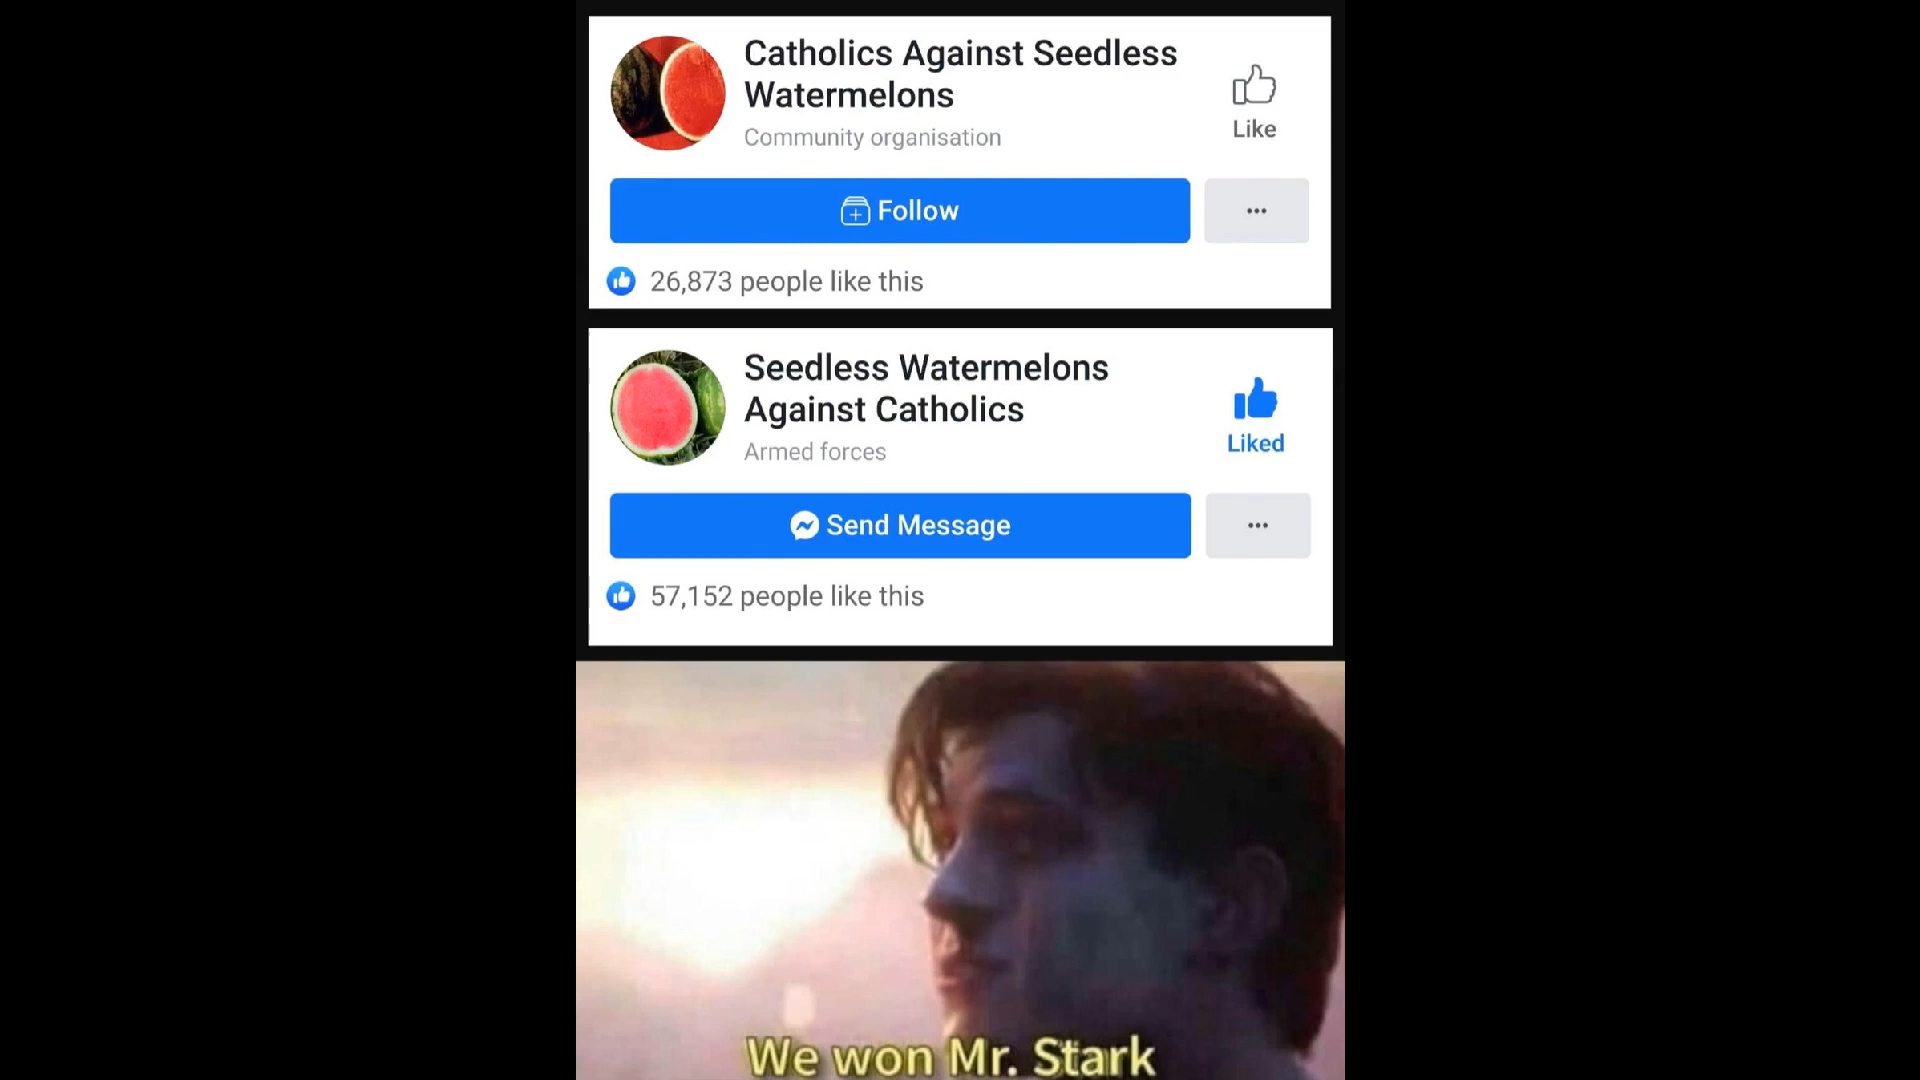 Catholics Against Seedless
Watermelons
Community organisation
Like
Follow
...
26,873 people like this
Seedless Watermelons
Against Catholics
Armed forces
Liked
Send Message
...
57,152 people like this
We won Mr. Stark